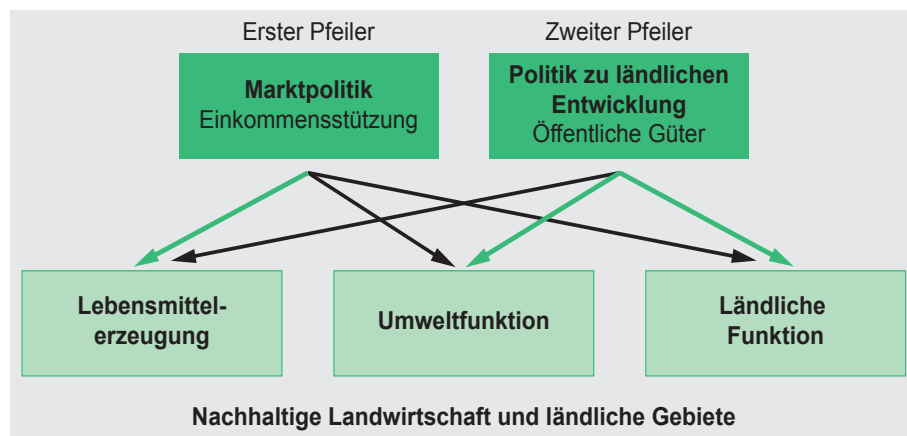 Erster Pfeiler
Zweiter Pfeiler
Marktpolitik
Einkommensstützung
Politik zu ländlichen
Entwicklung
Öffentliche Güter
Lebensmittel-
erzeugung
Umweltfunktion
Ländliche
Funktion
Nachhaltige Landwirtschaft und ländliche Gebiete